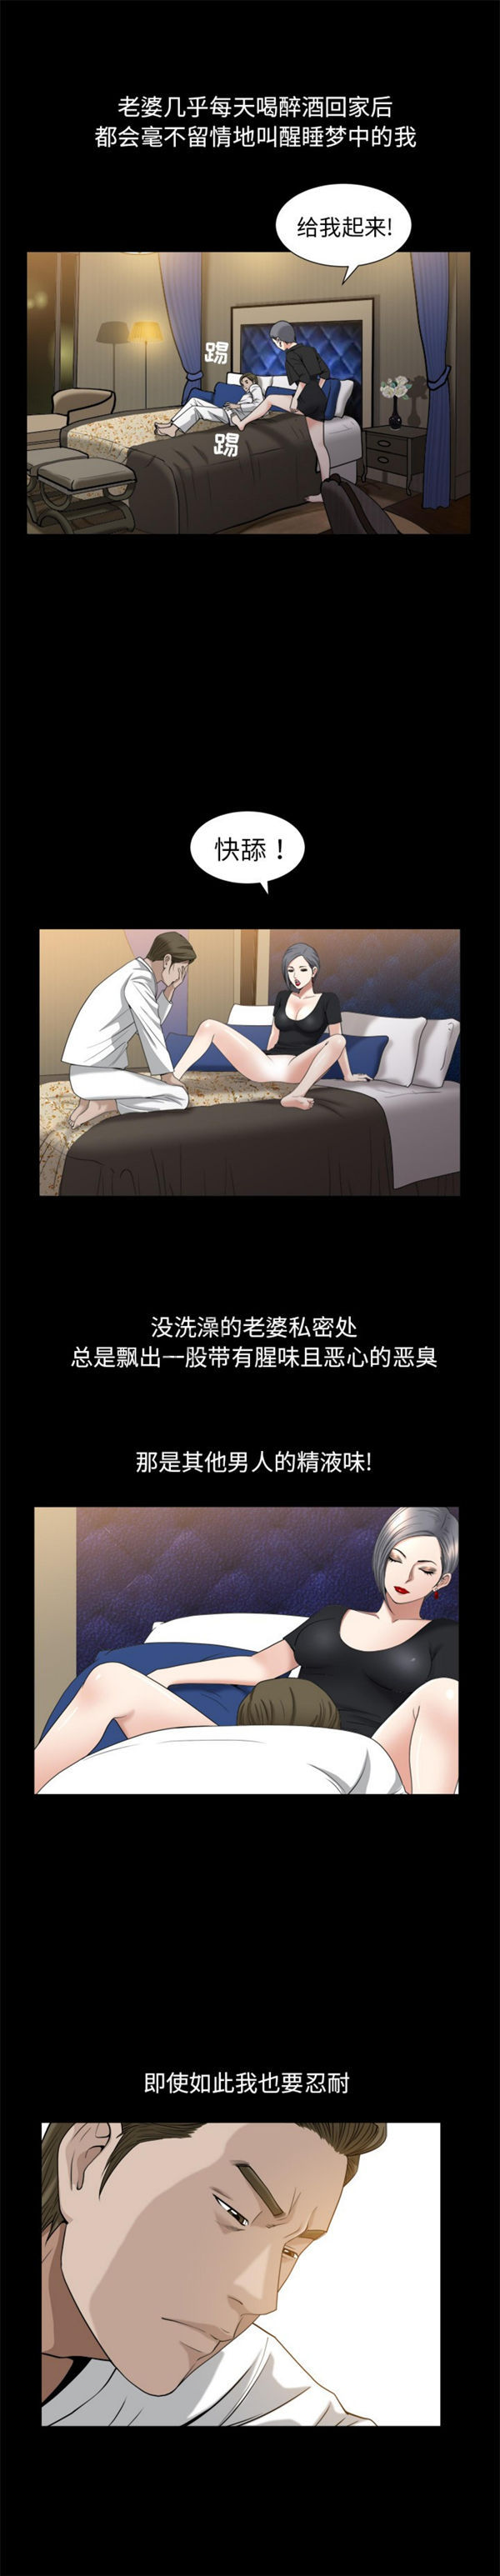 老婆几乎每天喝醉酒回家后
都会毫不留情地叫醒睡梦中的我
给我起来!
踢
踢
快舔！
没洗澡的老婆私密处
总是飘出一股带有腥味且恶心的恶臭
那是其他男人的精液味!
即使如此我也要忍耐